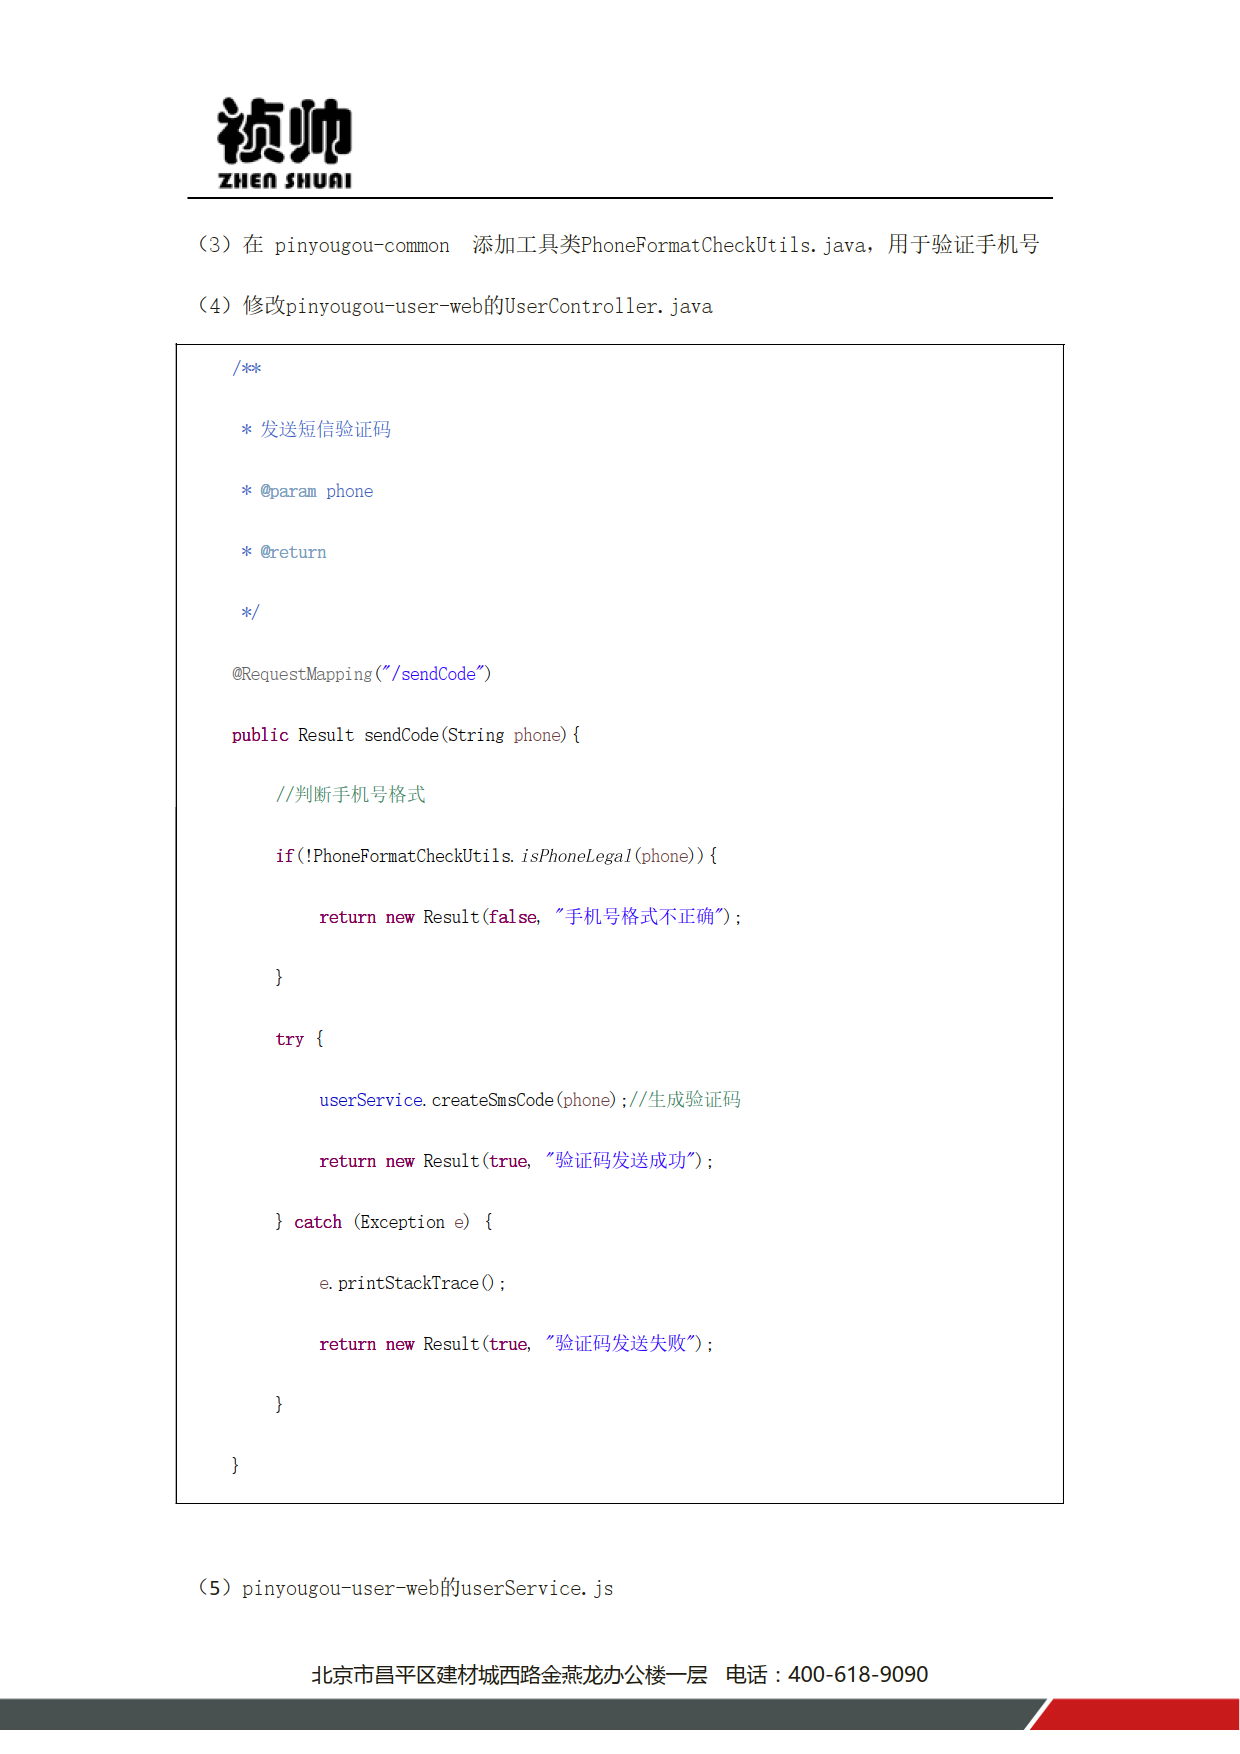 祯帅
ZHEN SHUAI
（3）在 pinyougou-common  添加工具类PhoneFormatCheckUtils.java，用于验证手机号
（4）修改pinyougou-user-web的UserController.java
/**
* 发送短信验证码
* @param phone
* @return
*/
@RequestMapping("/sendCode")
public Result sendCode(String phone){
//判断手机号格式
if(!PhoneFormatCheckUtils.isPhoneLegal(phone)){
return new Result(false, "手机号格式不正确");
}
try {
userService.createSmsCode(phone);//生成验证码
return new Result(true, "验证码发送成功");
} catch (Exception e) {
e.printStackTrace();
return new Result(true, "验证码发送失败");
}
}
（5）pinyougou-user-web的userService.js
北京市昌平区建材城西路金燕龙办公楼一层 电话：400-618-9090